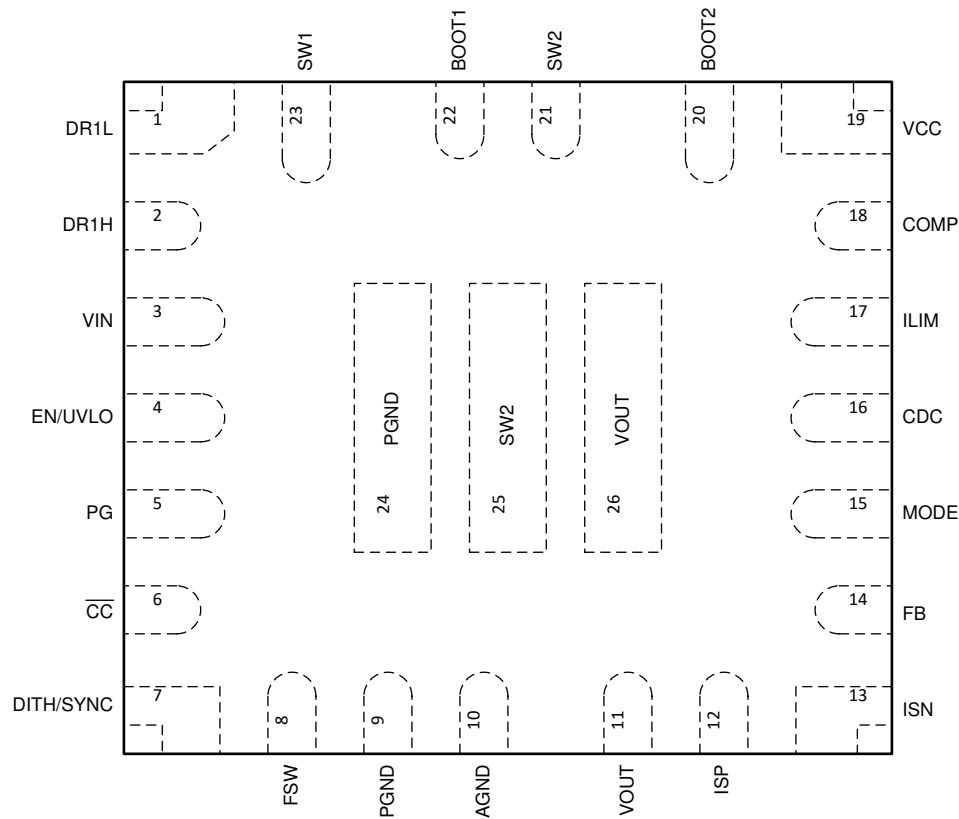 SW1
BOOT1
SW2
BOOT2
23
22
21
20
DR1L
1
19
VCC
DR1H
2
18
COMP
VIN
3
17
ILIM
EN/UVLO
4
16
CDC
PGND
SW2
VOUT
24
25
26
PG
5
15
MODE
C̅C̅
6
14
FB
DITH/SYNC
7
13
ISN
8
9
10
11
12
FSW
PGND
AGND
VOUT
ISP